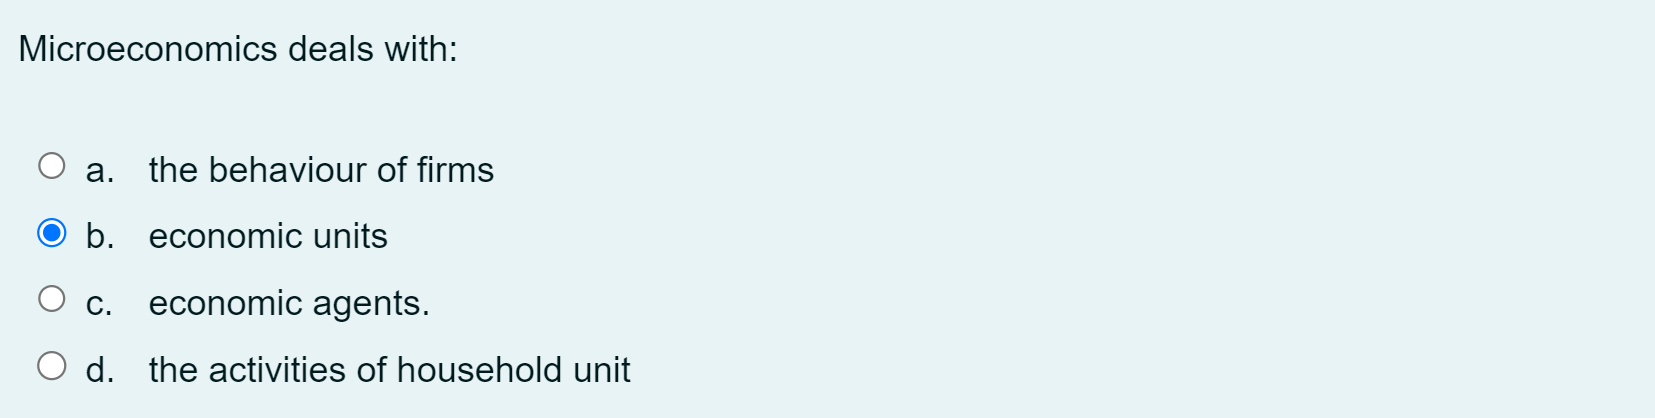 Microeconomics deals with:
a. the behaviour of firms
b. economic units
c. economic agents.
d. the activities of household unit